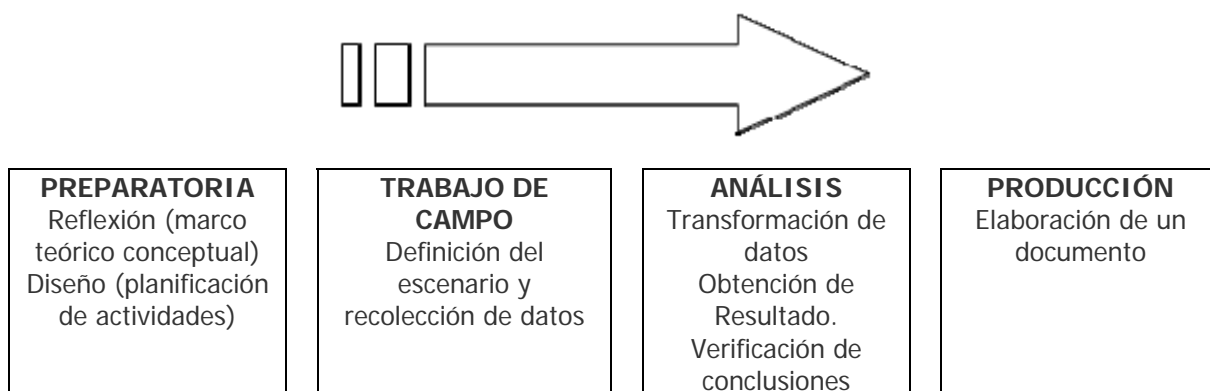 PREPARATORIA
Reflexión (marco
teórico conceptual)
Diseño (planificación
de actividades)
TRABAJO DE
CAMPO
Definición del
escenario y
recolección de datos
ANÁLISIS
Transformación de
datos
Obtención de
Resultado.
Verificación de
conclusiones
PRODUCCIÓN
Elaboración de un
documento